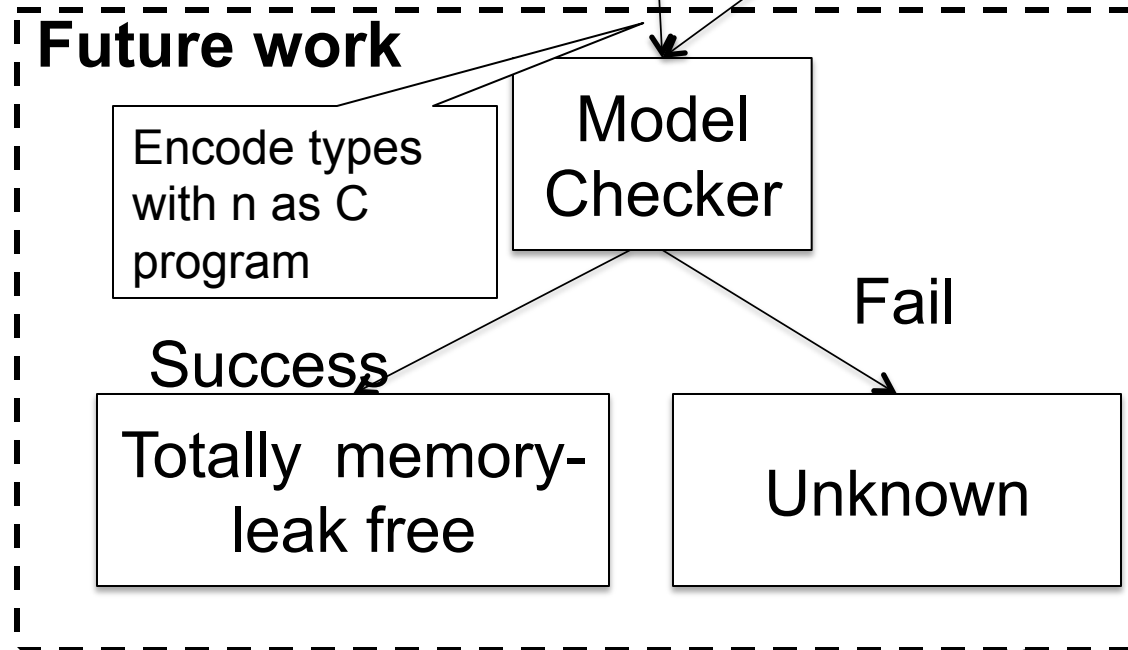 Future work
Encode types
with n as C
program
Model
Checker
Success
Fail
Totally memory-
leak free
Unknown